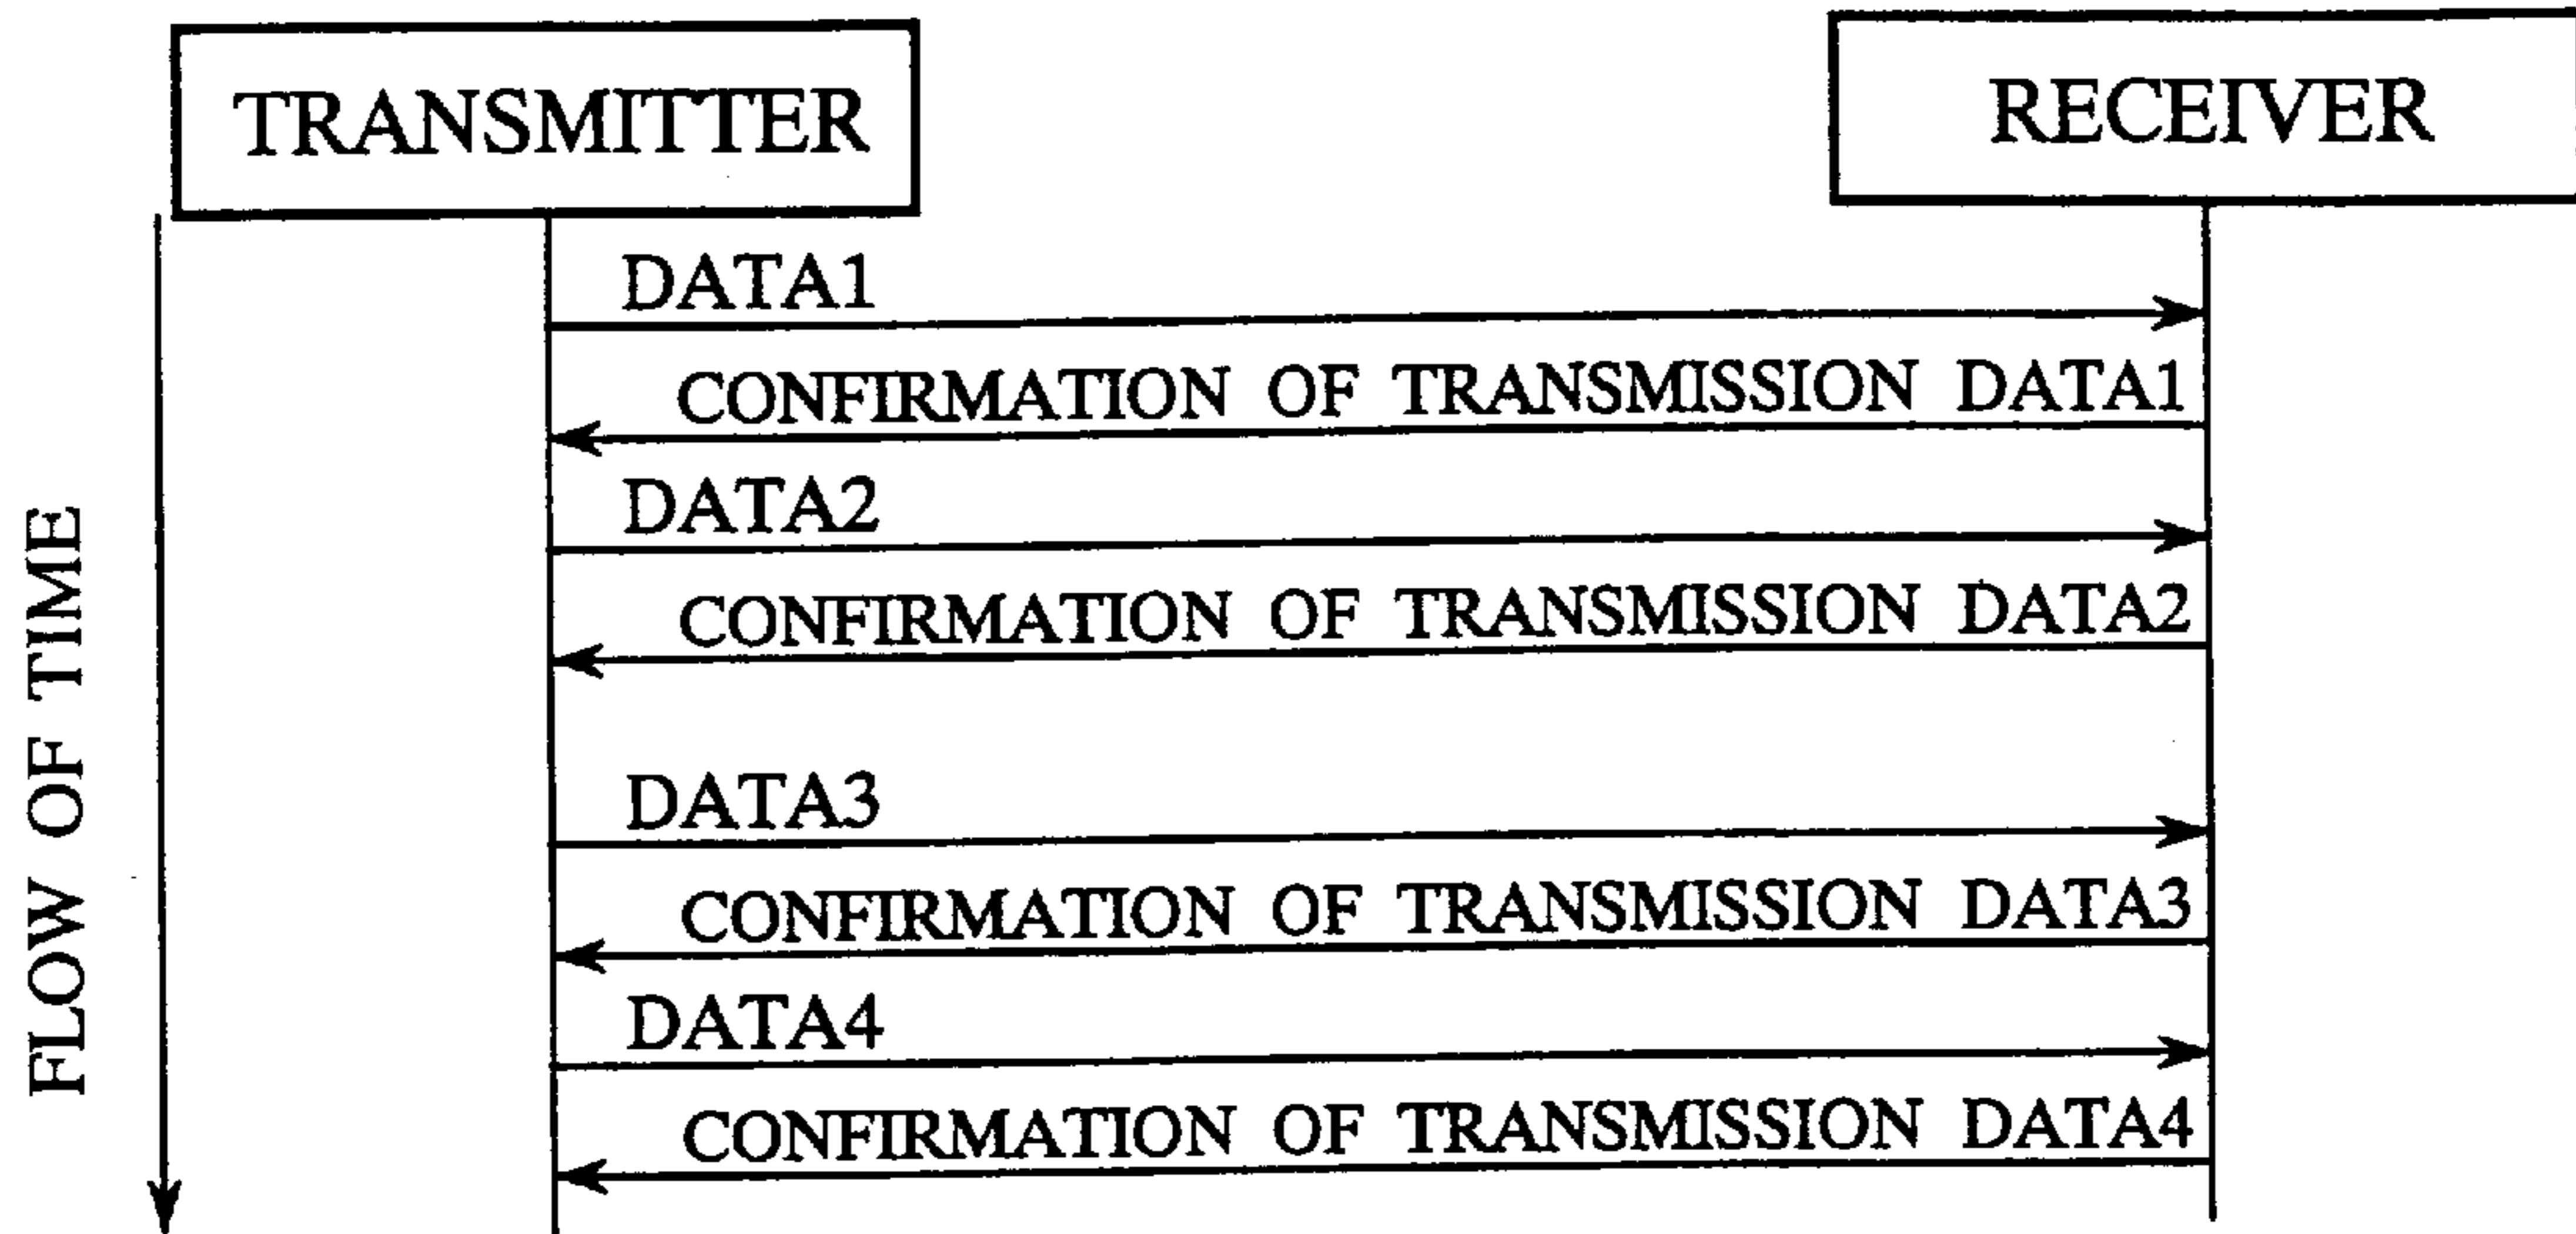 TRANSMITTER
RECEIVER
DATA1
CONFIRMATION OF TRANSMISSION DATA1
DATA2
CONFIRMATION OF TRANSMISSION DATA2
DATA3
CONFIRMATION OF TRANSMISSION DATA3
DATA4
CONFIRMATION OF TRANSMISSION DATA4
FLOW OF TIME